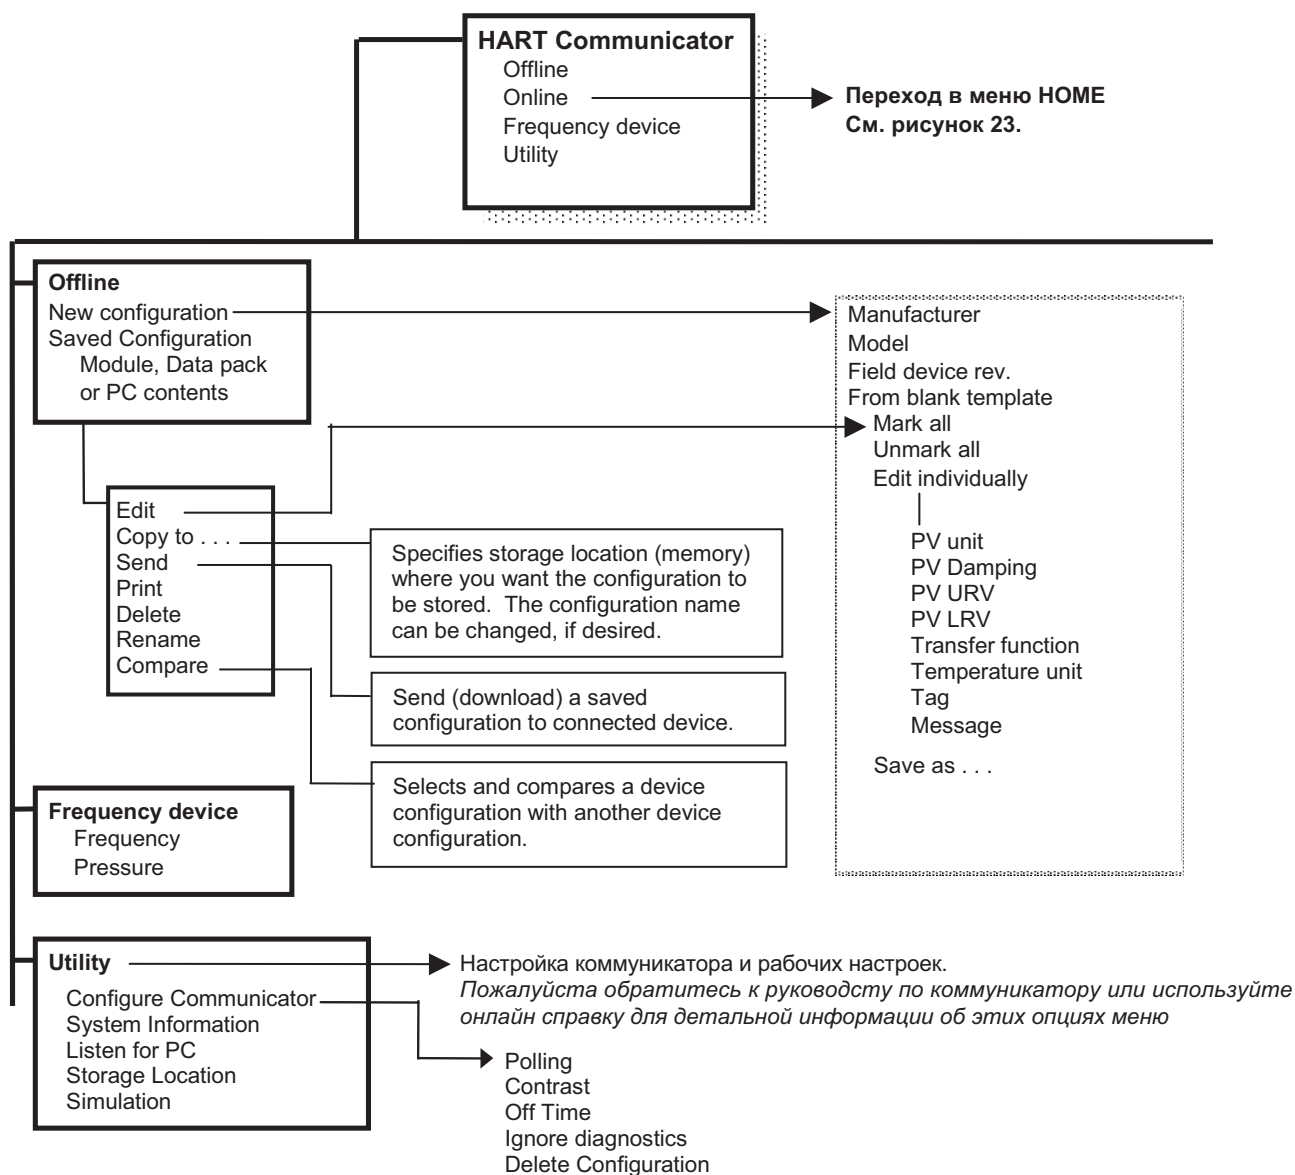 HART Communicator
Offline
Online
Frequency device
Utility
Переход в меню HOME
См. рисунок 23.
Offline
New configuration
Saved Configuration
Module, Data pack
or PC contents
Manufacturer
Model
Field device rev.
From blank template
Mark all
Unmark all
Edit individually
PV unit
PV Damping
PV URV
PV LRV
Transfer function
Temperature unit
Tag
Message
Save as . . .
Edit
Copy to . . .
Send
Print
Delete
Rename
Compare
Specifies storage location (memory)
where you want the configuration to
be stored.  The configuration name
can be changed, if desired.
Send (download) a saved
configuration to connected device.
Selects and compares a device
configuration with another device
configuration.
Frequency device
Frequency
Pressure
Utility
Configure Communicator
System Information
Listen for PC
Storage Location
Simulation
Настройка коммуникатора и рабочих настроек.
Пожалуйста обратитесь к руководсту по коммуникатору или используйте
онлайн справку для детальной информации об этих опциях меню
Polling
Contrast
Off Time
Ignore diagnostics
Delete Configuration